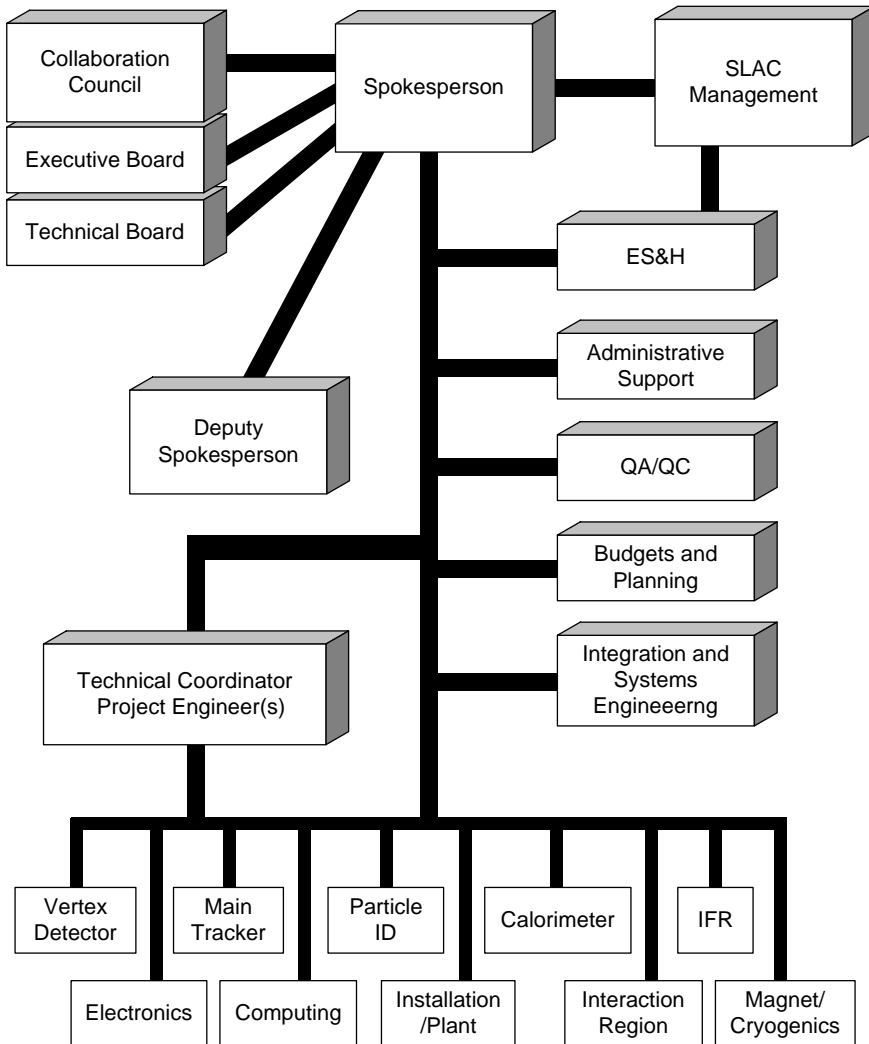 Collaboration
Council
Spokesperson
SLAC
Management
Executive Board
Technical Board
ES&H
Administrative
Support
Deputy
Spokesperson
QA/QC
Budgets and
Planning
Technical Coordinator
Project Engineer(s)
Integration and
Systems
Engineeerng
Vertex
Detector
Main
Tracker
Particle
ID
Calorimeter
IFR
Electronics
Computing
Installation
/Plant
Interaction
Region
Magnet/
Cryogenics